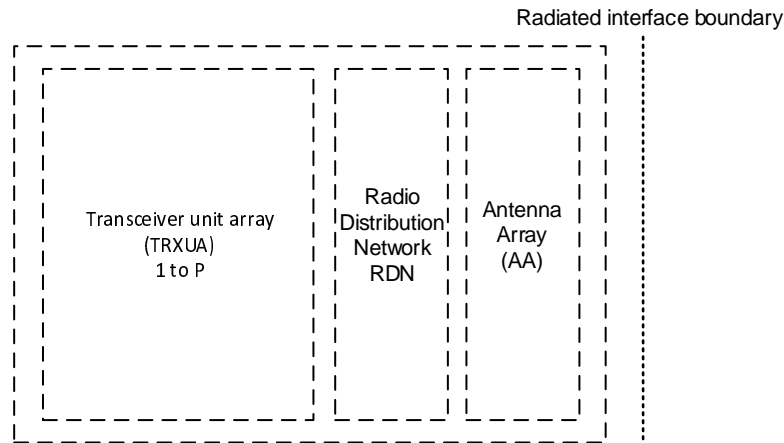 Radiated interface boundary
Transceiver unit array
(TRXUA)
1 to P
Radio
Distribution
Network
RDN
Antenna
Array
(AA)